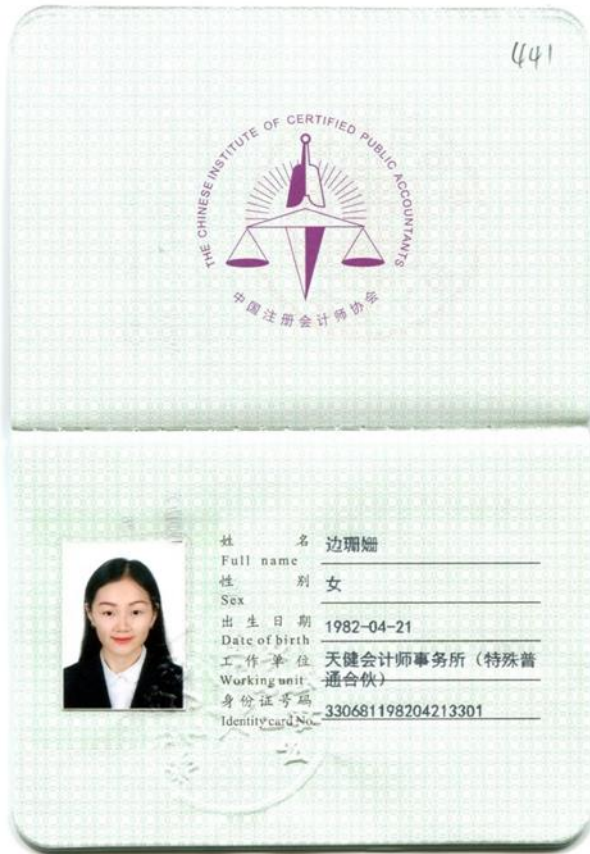 441
THE CHINESE INSTITUTE OF CERTIFIED PUBLIC ACCOUNTANTS
中国注册会计师协会
姓 名 边珊姗
Full name
性 别 女
Sex
出生日期 1982-04-21
Date of birth
工作单位 天健会计师事务所（特殊普
Working unit 通合伙）
身份证号码 330681198204213301
Identity card No.